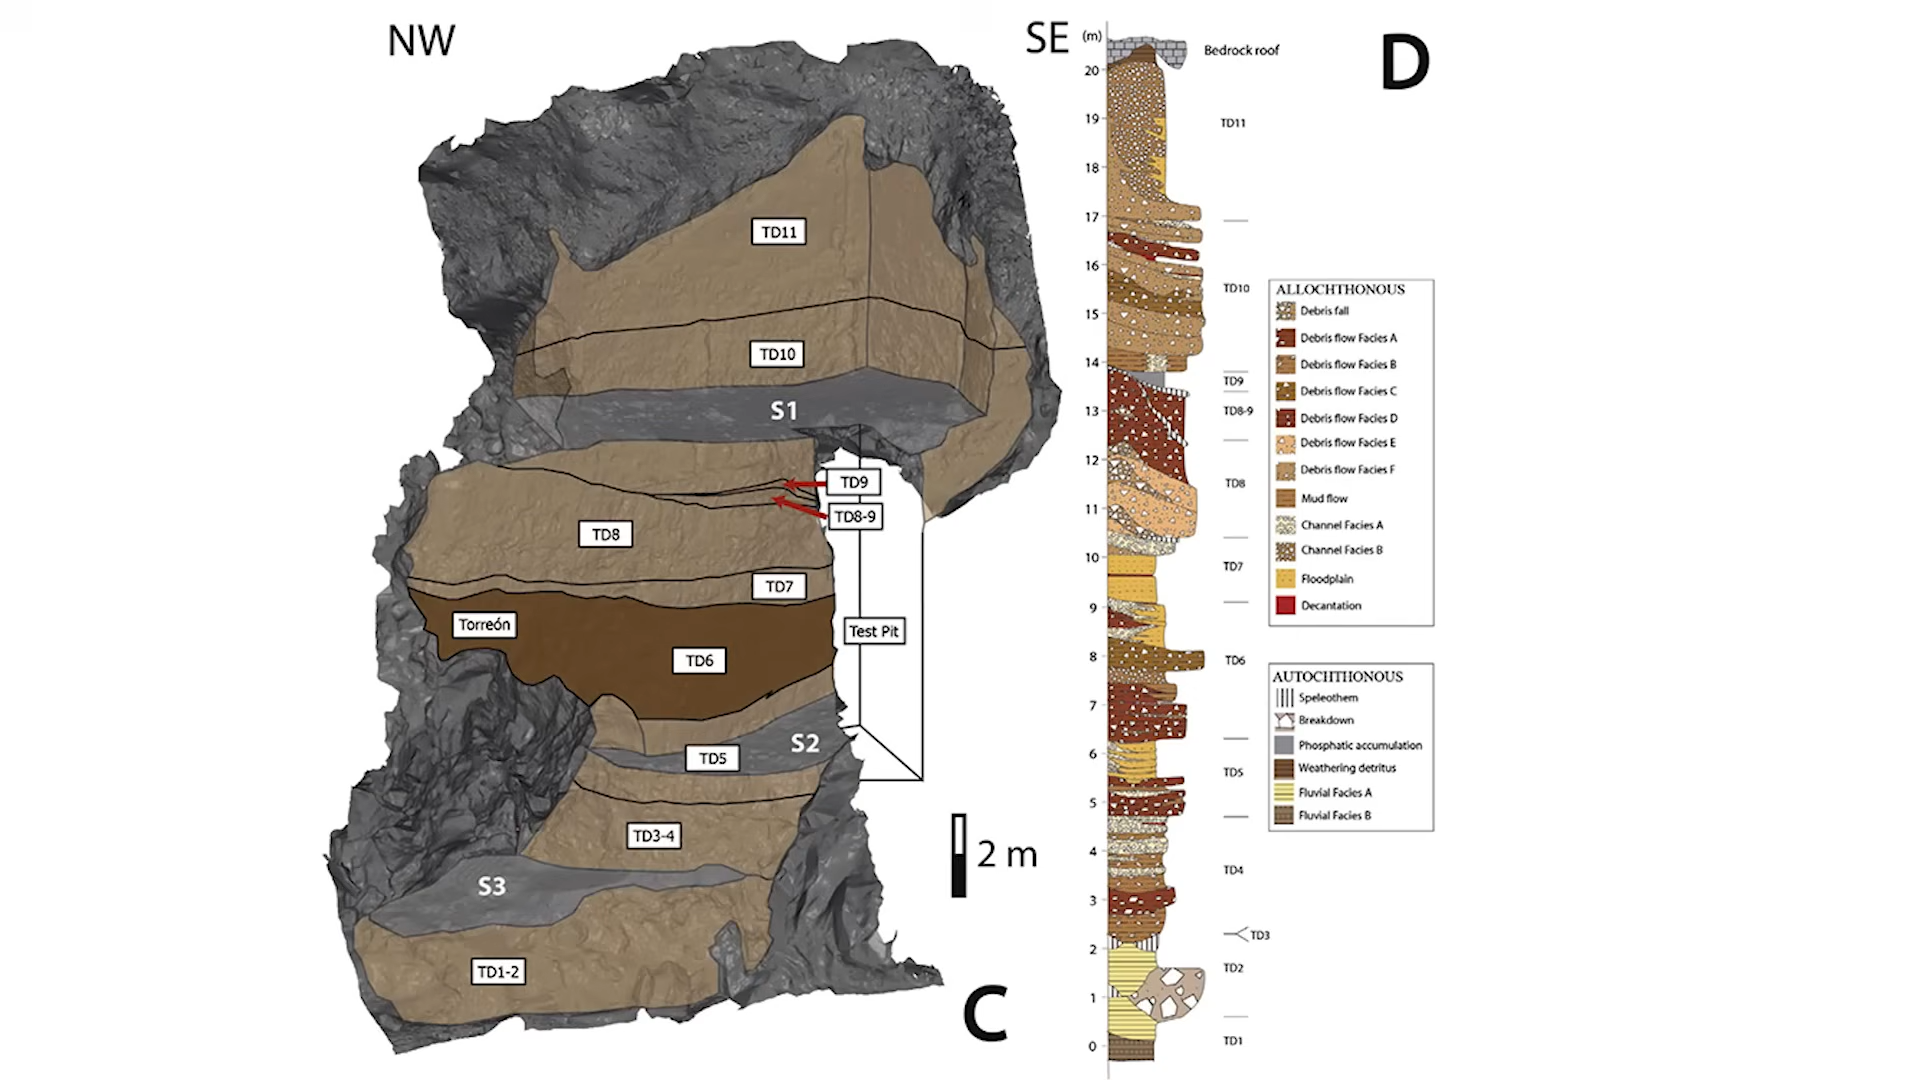 NW
SE
C
TD11
TD10
S1
TD9
TD8-9
TD8
TD7
Torreón
TD6
Test Pit
S2
TD5
TD3-4
S3
TD1-2
2 m
D
(m)
Bedrock roof
20
19
18
17
16
15
14
13
12
11
10
9
8
7
6
5
4
3
2
1
0
TD11
TD10
TD9
TD8-9
TD8
TD7
TD6
TD5
TD4
TD3
TD2
TD1
ALLOCHTHONOUS
Debris fall
Debris flow Facies A
Debris flow Facies B
Debris flow Facies C
Debris flow Facies D
Debris flow Facies E
Debris flow Facies F
Mud flow
Channel Facies A
Channel Facies B
Floodplain
Decantation
AUTOCHTHONOUS
Speleothem
Breakdown
Phosphatic accumulation
Weathering detritus
Fluvial Facies A
Fluvial Facies B